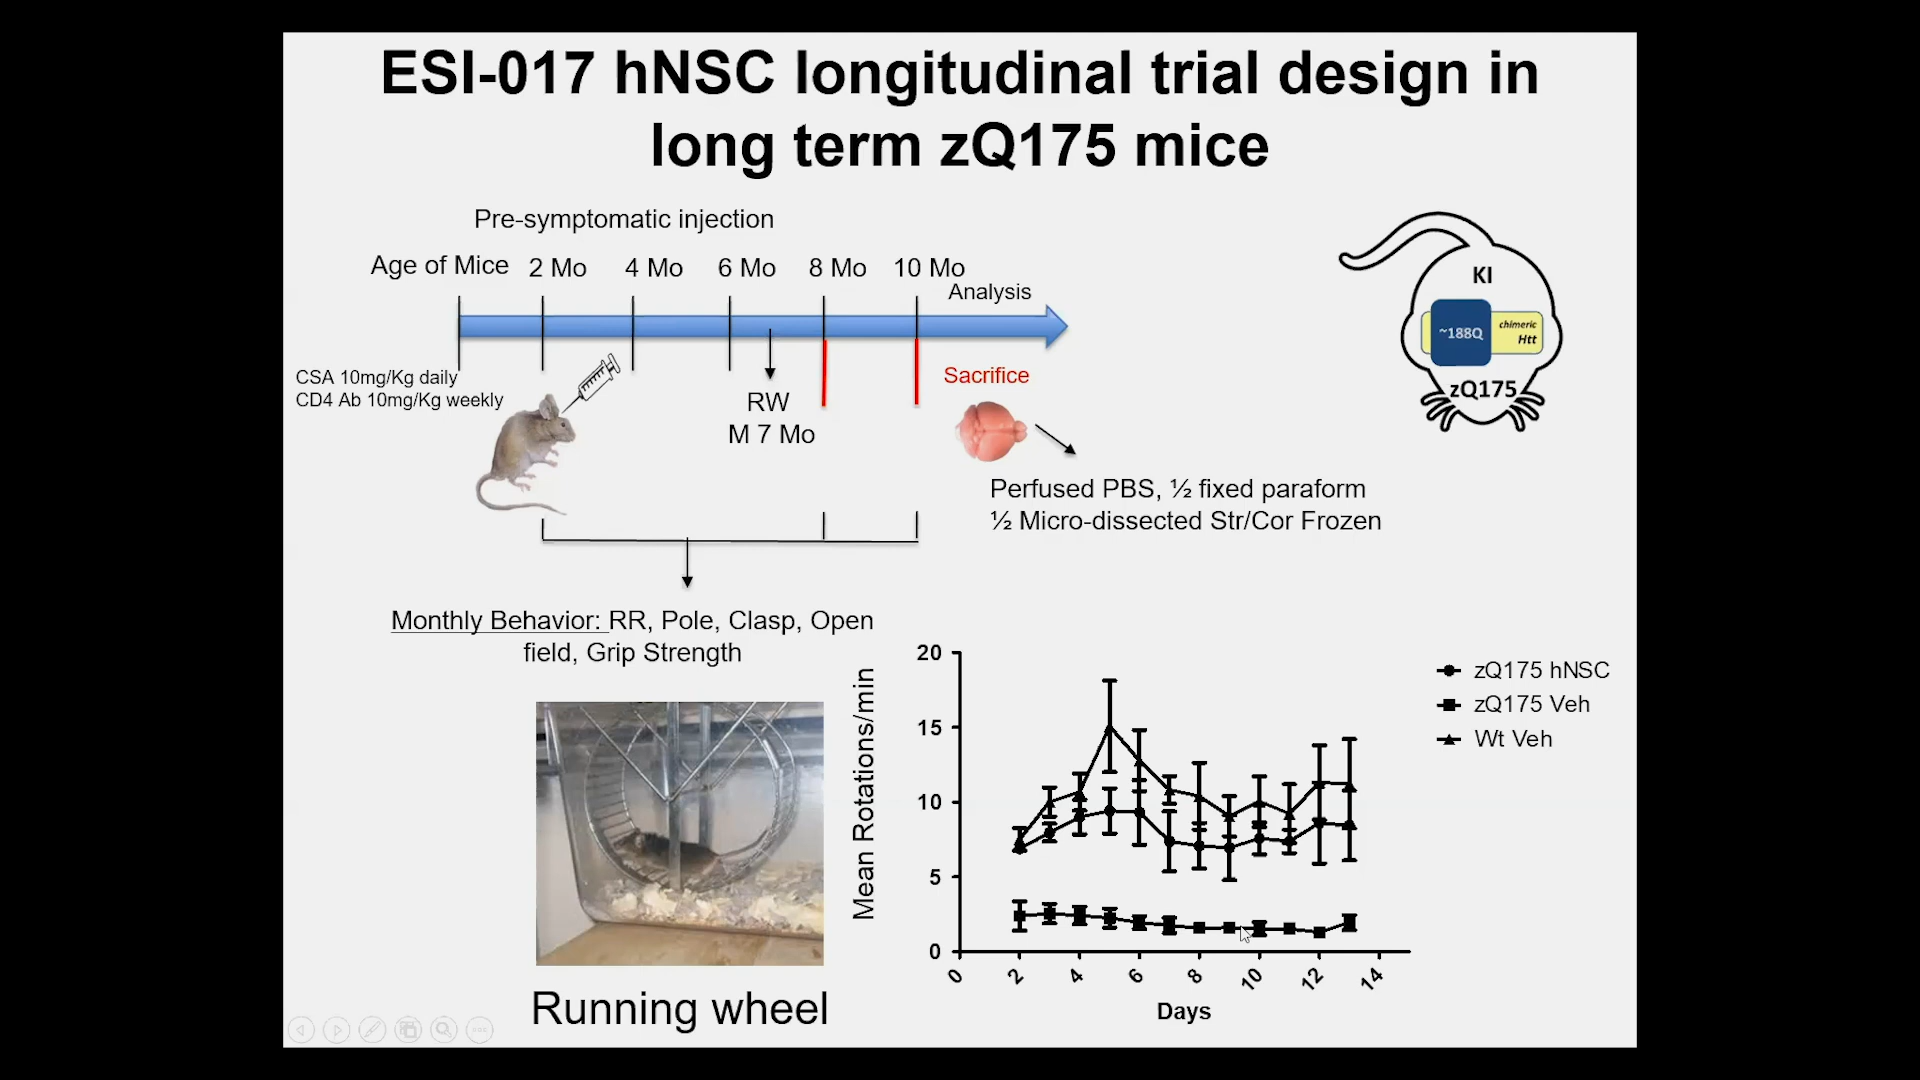 ESI-017 hNSC longitudinal trial design in
long term zQ175 mice
Pre-symptomatic injection
Age of Mice 2 Mo 4 Mo 6 Mo 8 Mo 10 Mo
Analysis
CSA 10mg/Kg daily
CD4 Ab 10mg/Kg weekly
RW
M 7 Mo
Sacrifice
Perfused PBS, ½ fixed paraform
½ Micro-dissected Str/Cor Frozen
KI
~188Q
chimeric
Htt
zQ175
Monthly Behavior: RR, Pole, Clasp, Open
field, Grip Strength
Running wheel
Mean Rotations/min
20
15
10
5
0
0 2 4 6 8 10 12 14
Days
zQ175 hNSC
zQ175 Veh
Wt Veh